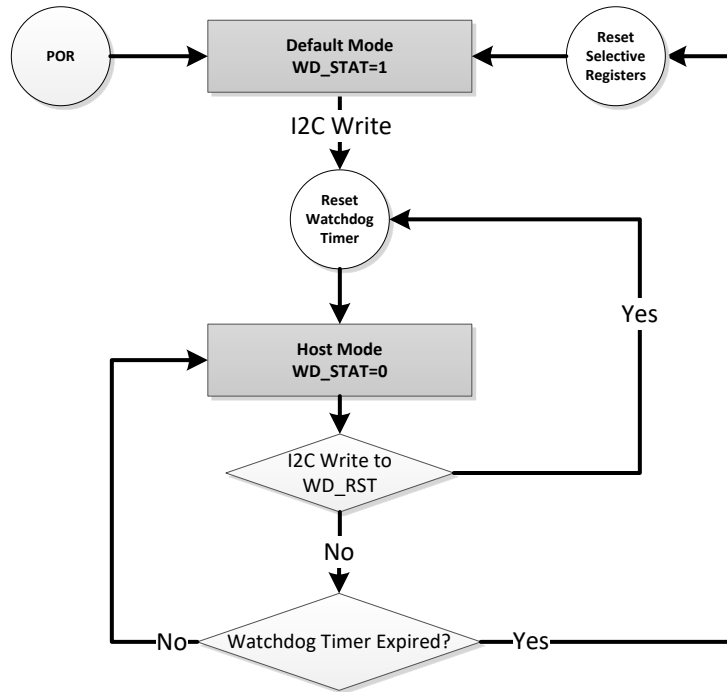 POR
Default Mode
WD_STAT=1
Reset
Selective
Registers
I2C Write
Reset
Watchdog
Timer
Yes
Host Mode
WD_STAT=0
I2C Write to
WD_RST
No
No
Watchdog Timer Expired?
Yes